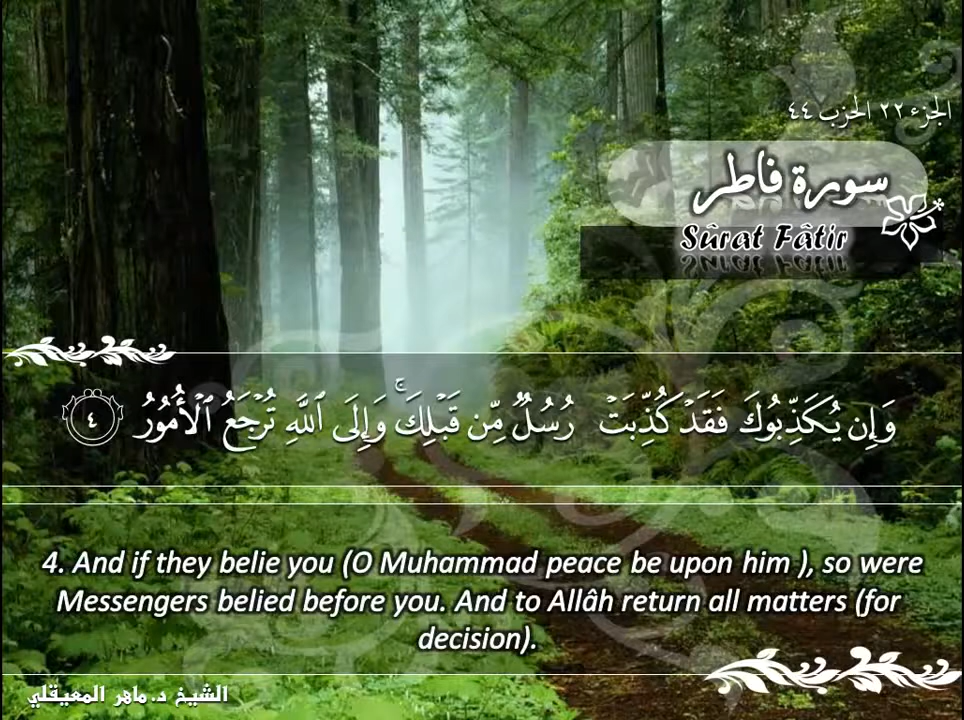 الجزء ٢٢ الحزب ٤٤
سورة فاطر
Sûrat Fâtir
وَإِن يُكَذِّبُوكَ فَقَدْ كُذِّبَتْ رُسُلٌ مِّن قَبْلِكَ ۚ وَإِلَى ٱللَّهِ تُرْجَعُ ٱلْأُمُورُ ٤
4. And if they belie you (O Muhammad peace be upon him ), so were
Messengers belied before you. And to Allâh return all matters (for
decision).
الشيخ د. ماهر المعيقلي